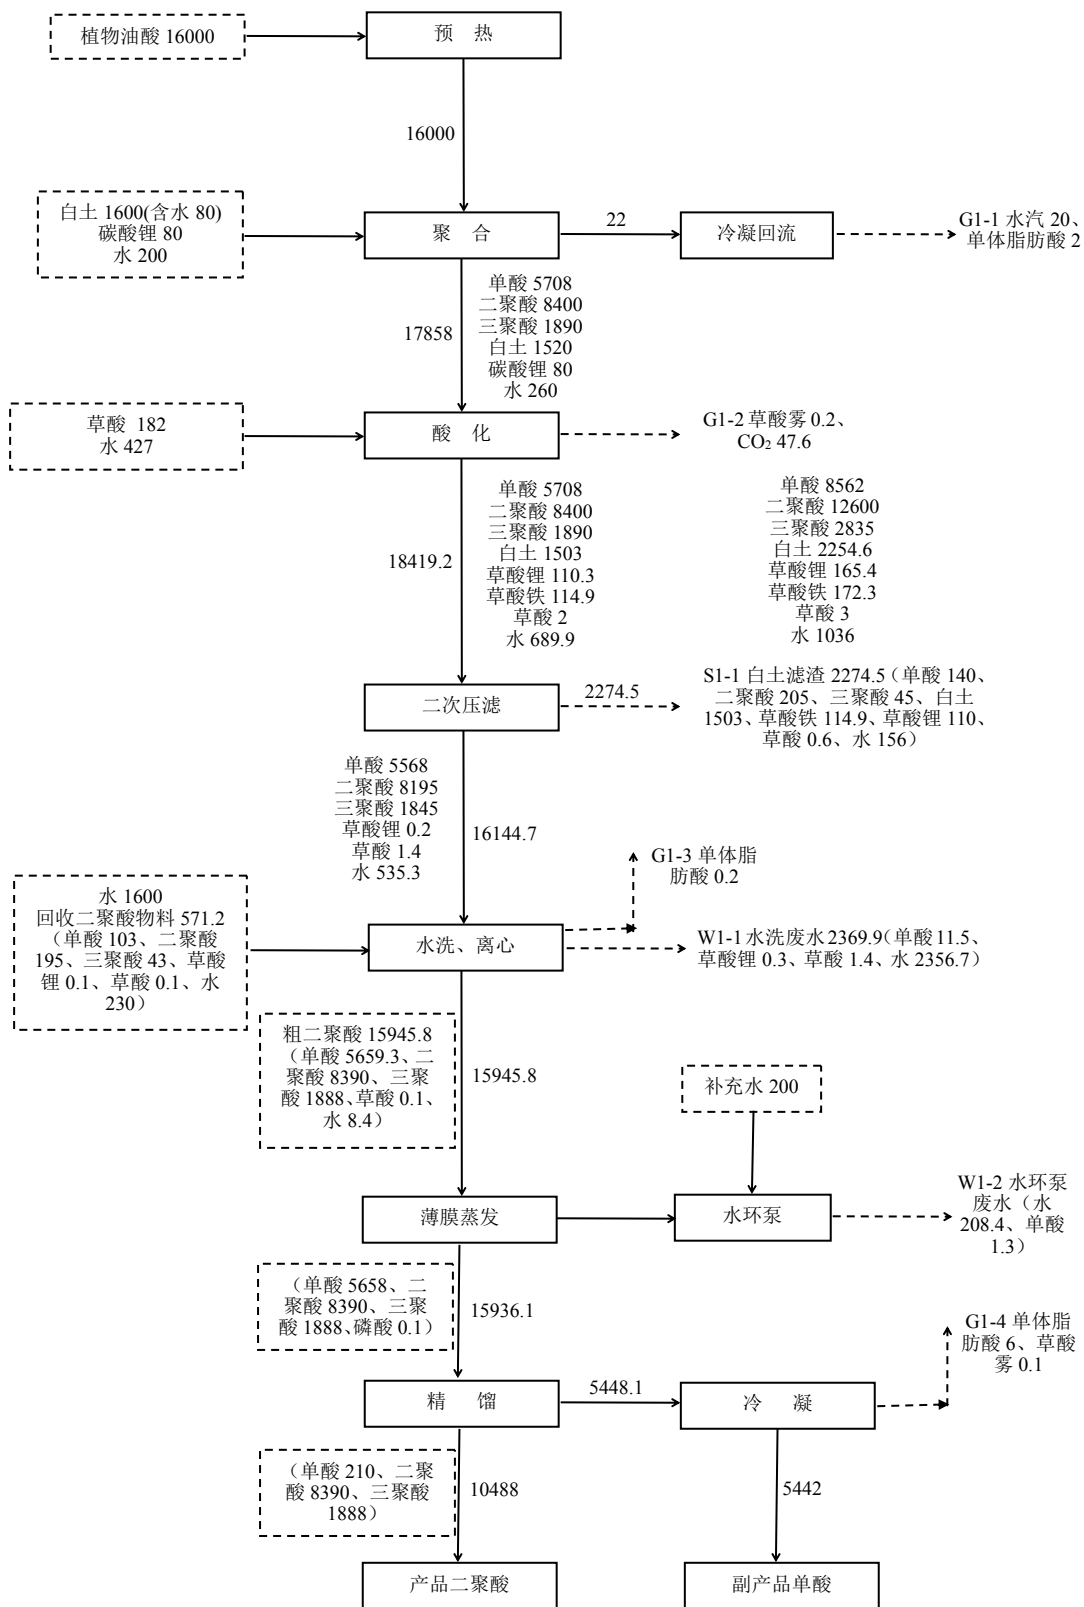 植物油酸 16000
预 热
16000
白土 1600(含水 80)
碳酸锂 80
水 200
聚 合
22
冷凝回流
G1-1 水汽 20、
单体脂肪酸 2
17858
单酸 5708
二聚酸 8400
三聚酸 1890
白土 1520
碳酸锂 80
水 260
草酸 182
水 427
酸 化
G1-2 草酸雾 0.2、
CO₂ 47.6
18419.2
单酸 5708
二聚酸 8400
三聚酸 1890
白土 1503
草酸锂 110.3
草酸铁 114.9
草酸 2
水 689.9
单酸 8562
二聚酸 12600
三聚酸 2835
白土 2254.6
草酸锂 165.4
草酸铁 172.3
草酸 3
水 1036
二次压滤
2274.5
S1-1 白土滤渣 2274.5（单酸 140、
二聚酸 205、三聚酸 45、白土
1503、草酸铁 114.9、草酸锂 110、
草酸 0.6、水 156）
单酸 5568
二聚酸 8195
三聚酸 1845
草酸锂 0.2
草酸 1.4
水 535.3
16144.7
G1-3 单体脂
肪酸 0.2
水 1600
回收二聚酸物料 571.2
（单酸 103、二聚酸
195、三聚酸 43、草酸
锂 0.1、草酸 0.1、水
230）
水洗、离心
W1-1 水洗废水 2369.9（单酸 11.5、
草酸锂 0.3、草酸 1.4、水 2356.7）
粗二聚酸 15945.8
（单酸 5659.3、二
聚酸 8390、三聚
酸 1888、草酸 0.1、
水 8.4）
15945.8
补充水 200
薄膜蒸发
水环泵
W1-2 水环泵
废水（水
208.4、单酸
1.3）
（单酸 5658、二
聚酸 8390、三聚
酸 1888、磷酸 0.1）
15936.1
G1-4 单体脂
肪酸 6、草酸
雾 0.1
精 馏
5448.1
冷 凝
（单酸 210、二聚
酸 8390、三聚酸
1888）
10488
5442
产品二聚酸
副产品单酸